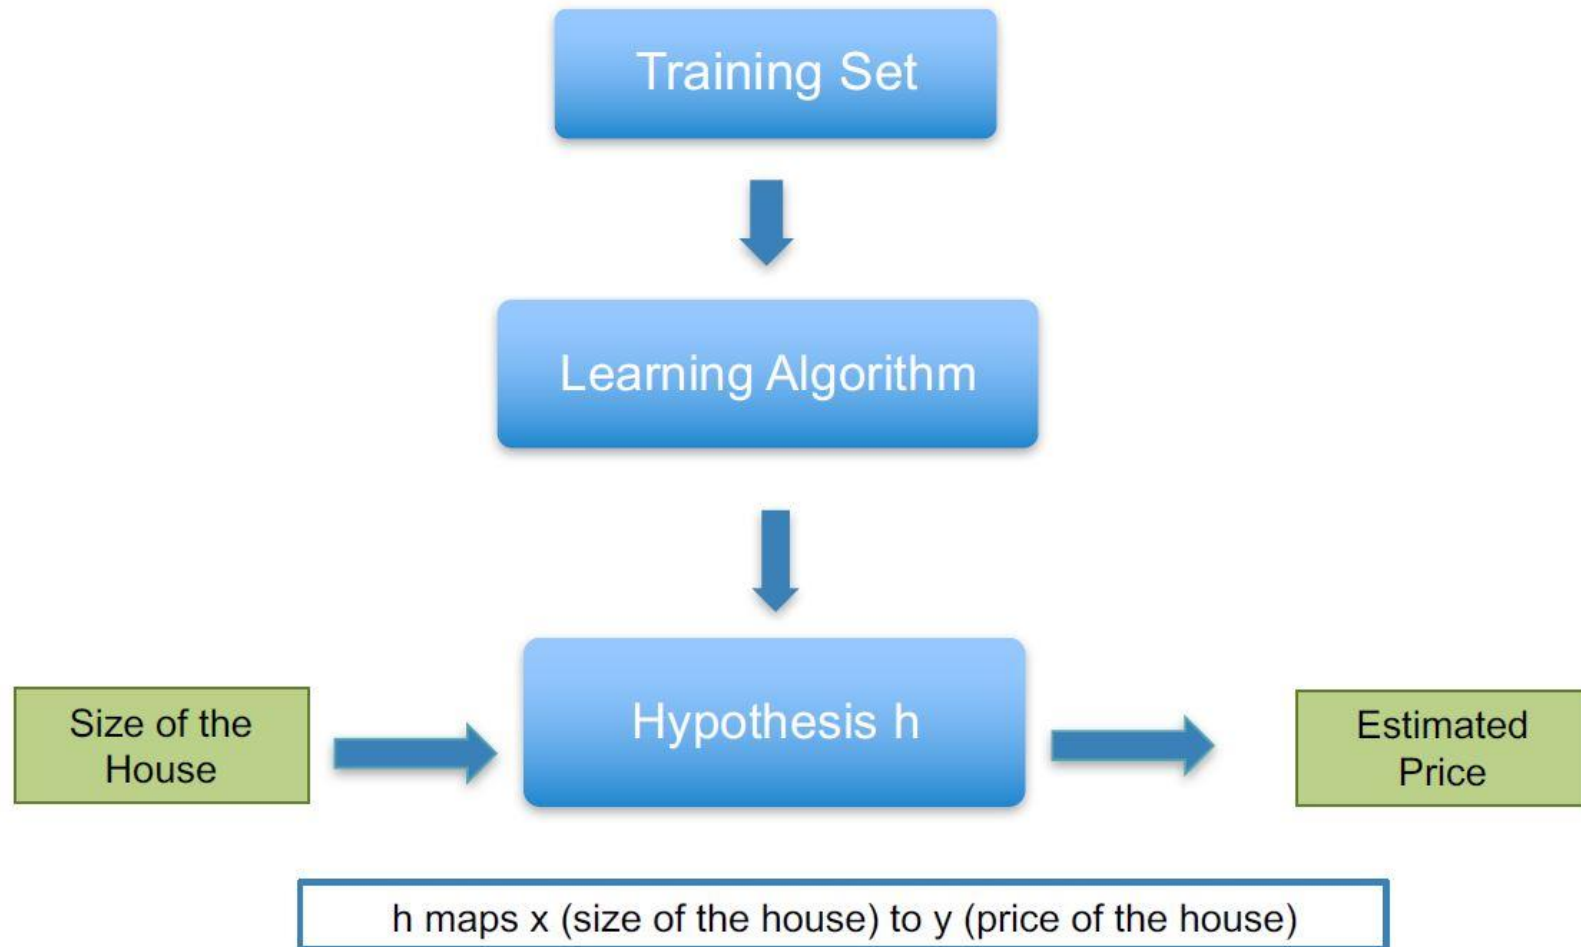 Training Set
Learning Algorithm
Size of the
House
Hypothesis h
Estimated
Price
h maps x (size of the house) to y (price of the house)